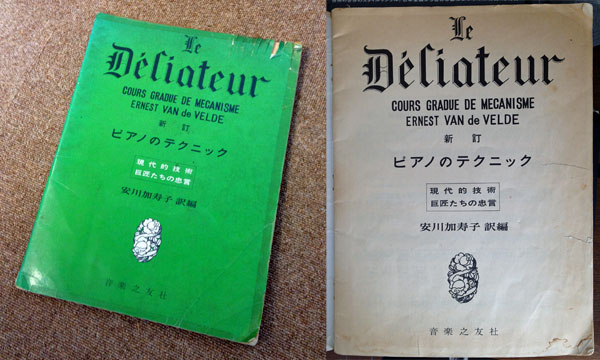 Le
Déliateur
COURS GRADUE DE MECANISME
ERNEST VAN de VELDE
新訂
ピアノのテクニック
現代的技術
巨匠たちの忠言
安川加寿子 訳編
音楽之友社
Le
Déliateur
COURS GRADUE DE MECANISME
ERNEST VAN de VELDE
新訂
ピアノのテクニック
現代的技術
巨匠たちの忠言
安川加寿子 訳編
音楽之友社